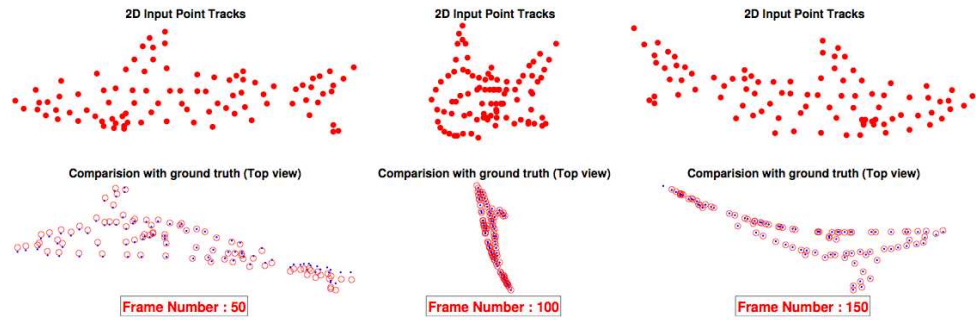 2D Input Point Tracks
2D Input Point Tracks
2D Input Point Tracks
Comparision with ground truth (Top view)
Comparision with ground truth (Top view)
Comparision with ground truth (Top view)
Frame Number : 50
Frame Number : 100
Frame Number : 150